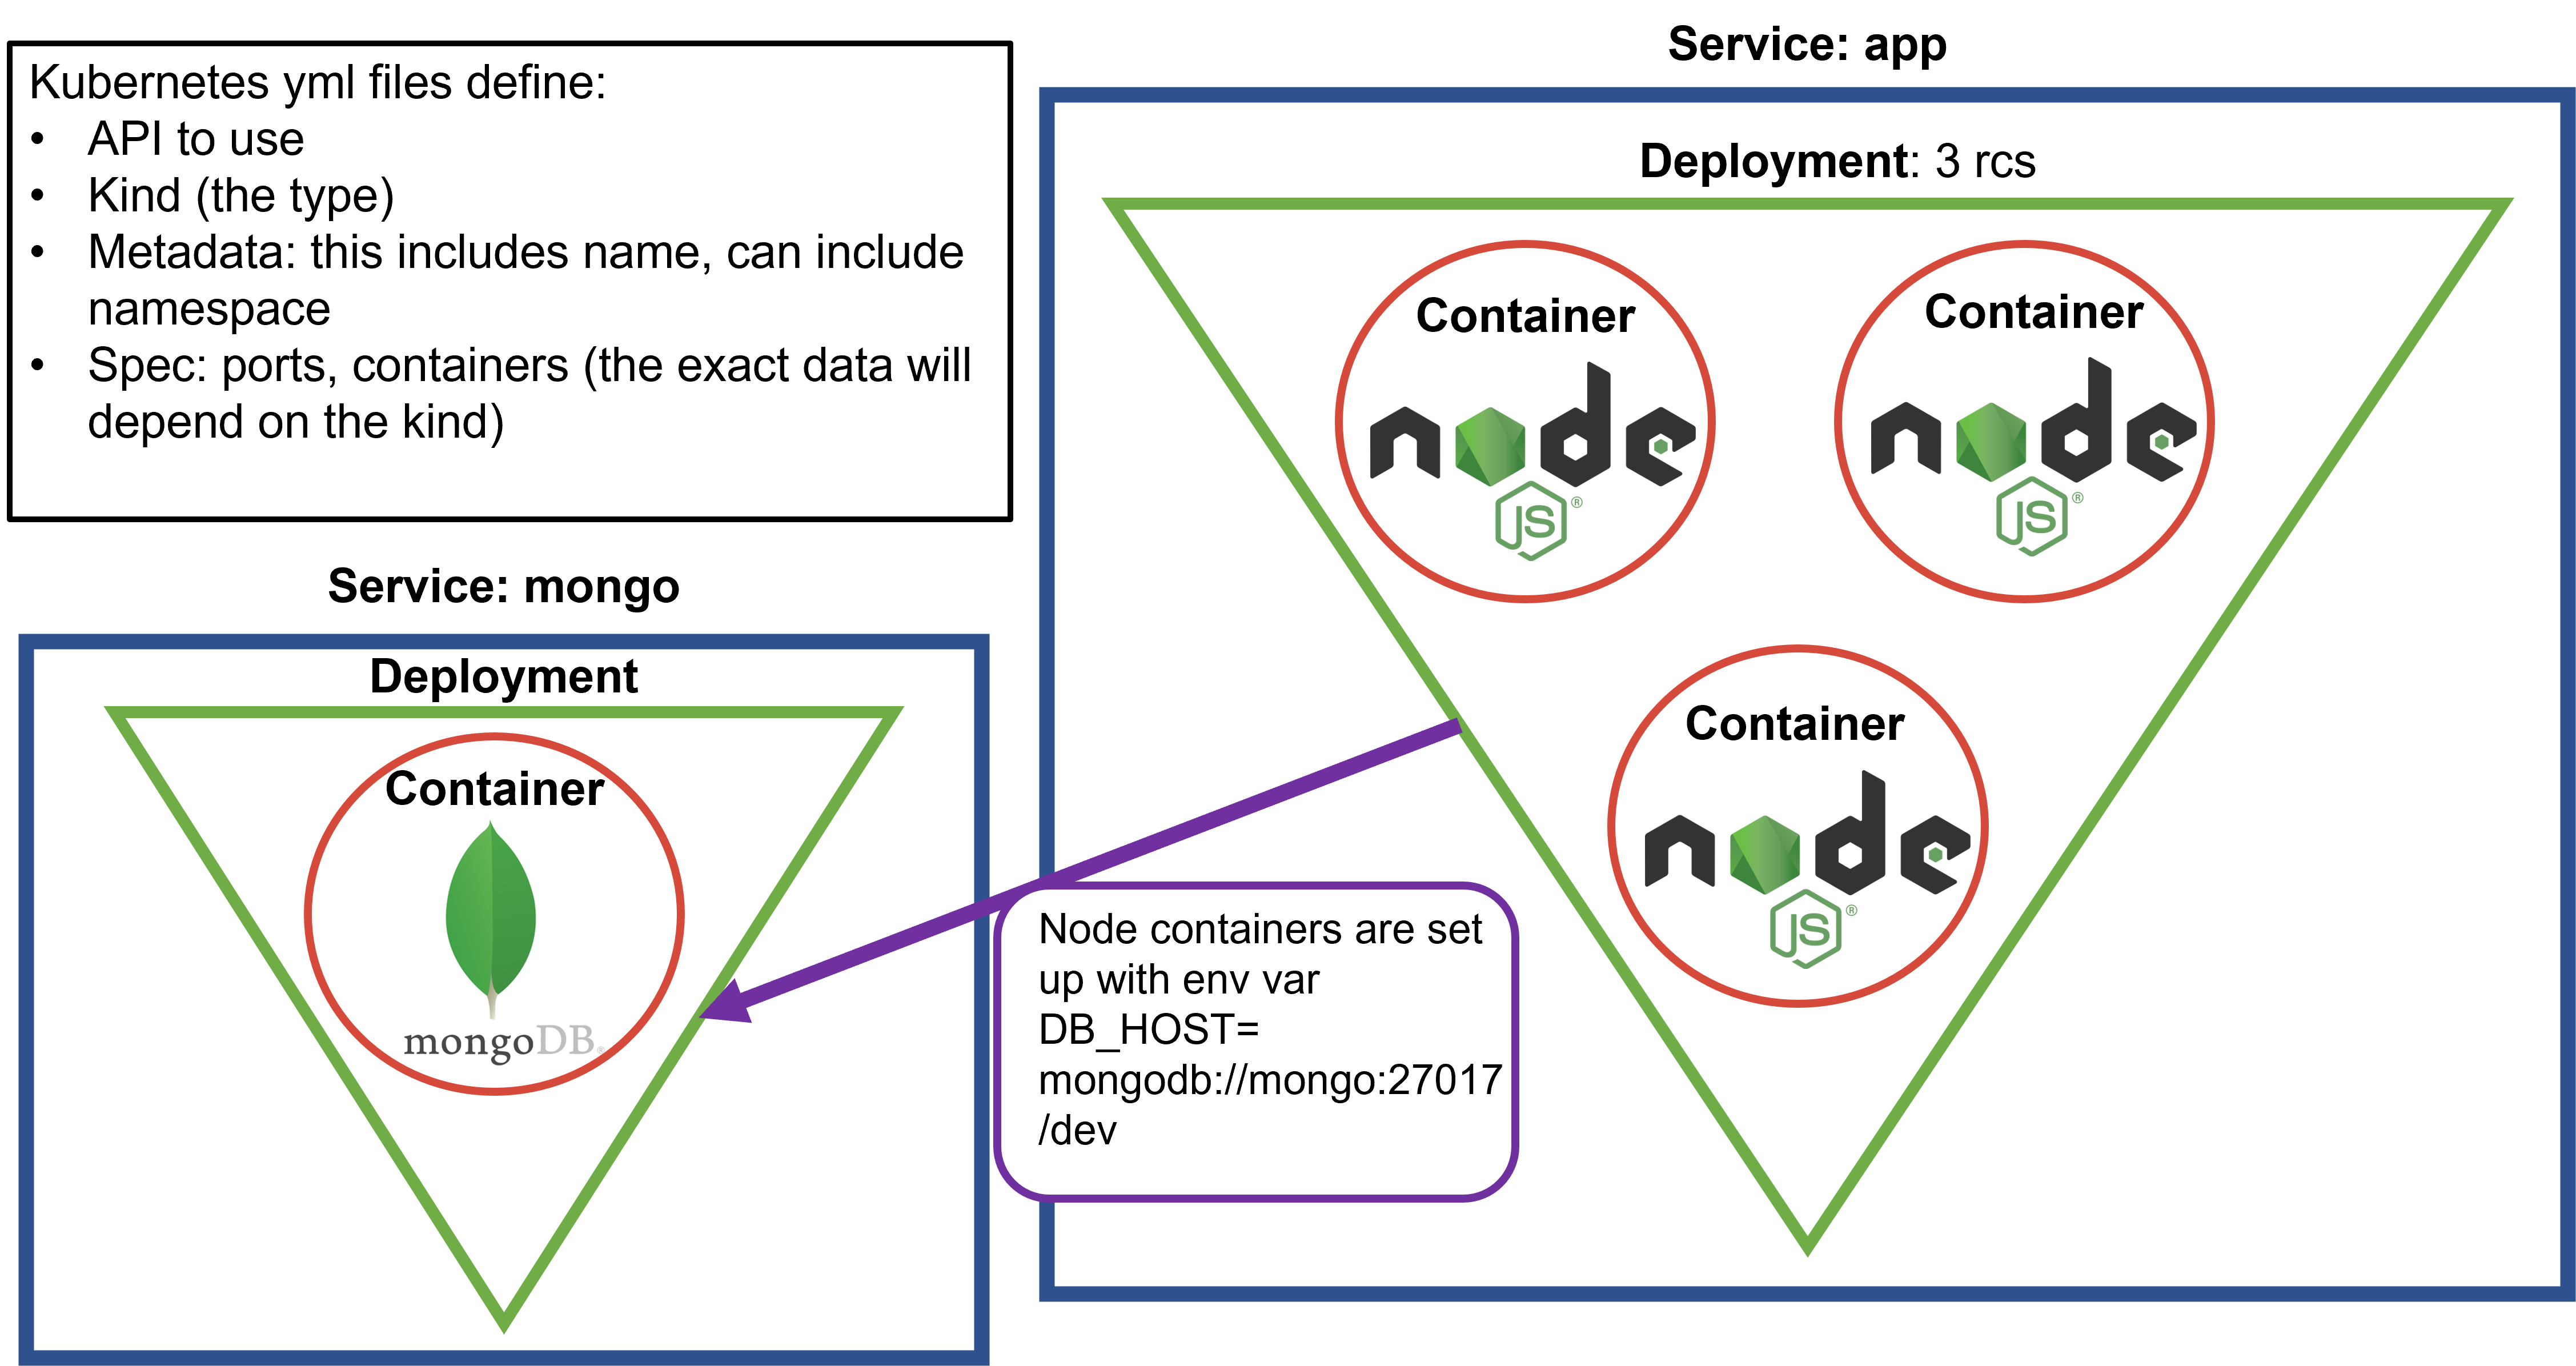 Kubernetes yml files define:
• API to use
• Kind (the type)
• Metadata: this includes name, can include
namespace
• Spec: ports, containers (the exact data will
depend on the kind)
Service: app
Deployment: 3 rcs
Container
node
JS®
Container
node
JS®
Container
node
JS®
Service: mongo
Deployment
Container
mongoDB®
Node containers are set
up with env var
DB_HOST=
mongodb://mongo:27017
/dev